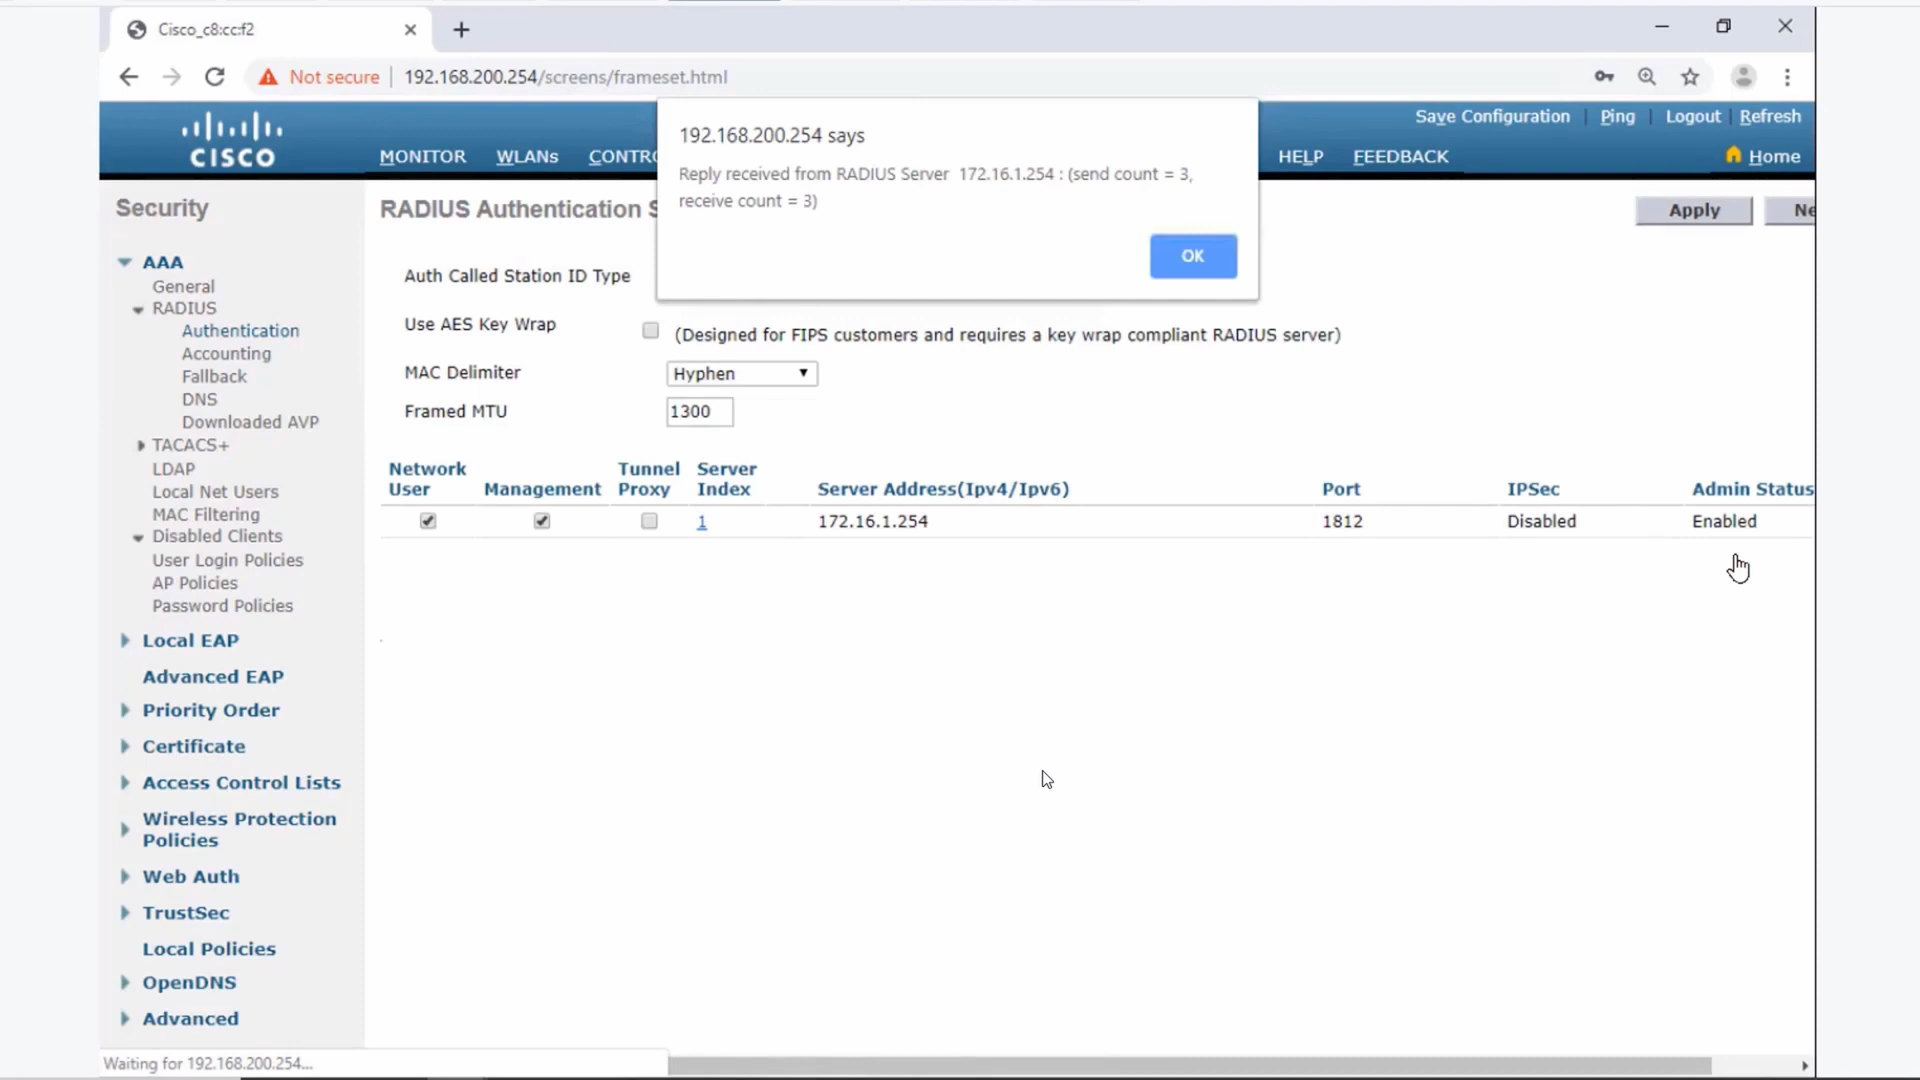 Cisco_c8:cc:f2
Not secure 192.168.200.254/screens/frameset.html
192.168.200.254 says
Reply received from RADIUS Server 172.16.1.254 : (send count = 3,
receive count = 3)
OK
Save Configuration Ping Logout Refresh
CISCO
MONITOR WLANs CONTRO HELP FEEDBACK Home
Security
AAA
General
RADIUS
Authentication
Accounting
Fallback
DNS
Downloaded AVP
TACACS+
LDAP
Local Net Users
MAC Filtering
Disabled Clients
User Login Policies
AP Policies
Password Policies
Local EAP
Advanced EAP
Priority Order
Certificate
Access Control Lists
Wireless Protection
Policies
Web Auth
TrustSec
Local Policies
OpenDNS
Advanced
RADIUS Authentication S
Apply Ne
Auth Called Station ID Type
Use AES Key Wrap (Designed for FIPS customers and requires a key wrap compliant RADIUS server)
MAC Delimiter Hyphen
Framed MTU 1300
Network Tunnel Server
User Management Proxy Index Server Address(Ipv4/Ipv6) Port IPSec Admin Status
1 172.16.1.254 1812 Disabled Enabled
Waiting for 192.168.200.254...